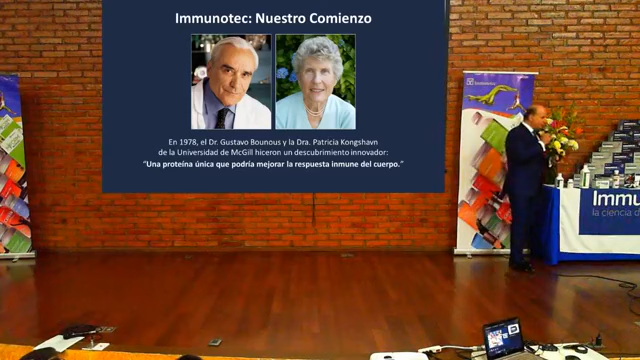 Immunotec: Nuestro Comienzo
En 1978, el Dr. Gustavo Bounous y la Dra. Patricia Kongshavn
de la Universidad de McGill hicieron un descubrimiento innovador:
"Una proteína única que podría mejorar la respuesta inmune del cuerpo."
Immu
la ciencia d